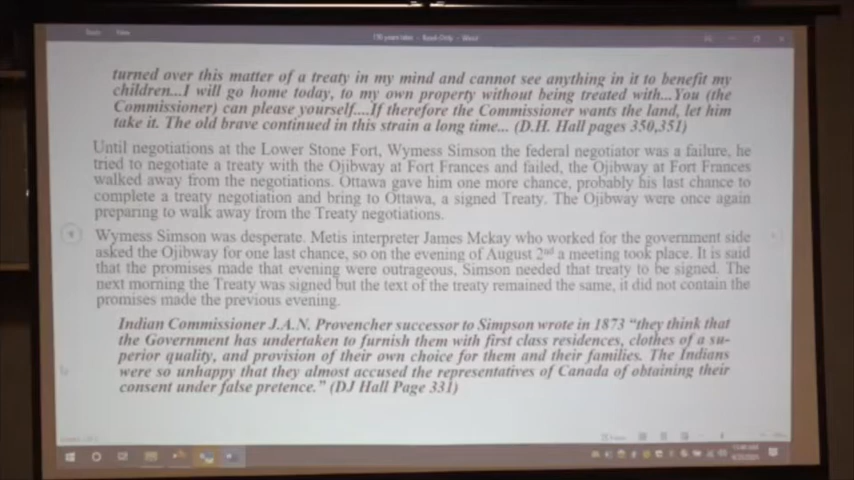 170 years later - Read-Only - Word
turned over this matter of a treaty in my mind and cannot see anything in it to benefit my
children...I will go home today, to my own property without being treated with...You (the
Commissioner) can please yourself....If therefore the Commissioner wants the land, let him
take it. The old brave continued in this strain a long time... (D.H. Hall pages 350,351)
Until negotiations at the Lower Stone Fort, Wymess Simson the federal negotiator was a failure, he
tried to negotiate a treaty with the Ojibway at Fort Frances and failed, the Ojibway at Fort Frances
walked away from the negotiations. Ottawa gave him one more chance, probably his last chance to
complete a treaty negotiation and bring to Ottawa, a signed Treaty. The Ojibway were once again
preparing to walk away from the Treaty negotiations.
Wymess Simson was desperate. Metis interpreter James Mckay who worked for the government side
asked the Ojibway for one last chance, so on the evening of August 2nd a meeting took place. It is said
that the promises made that evening were outrageous, Simson needed that treaty to be signed. The
next morning the Treaty was signed but the text of the treaty remained the same, it did not contain the
promises made the previous evening.
Indian Commissioner J.A.N. Provencher successor to Simpson wrote in 1873 “they think that
the Government has undertaken to furnish them with first class residences, clothes of a su-
perior quality, and provision of their own choice for them and their families. The Indians
were so unhappy that they almost accused the representatives of Canada of obtaining their
consent under false pretence.” (DJ Hall Page 331)